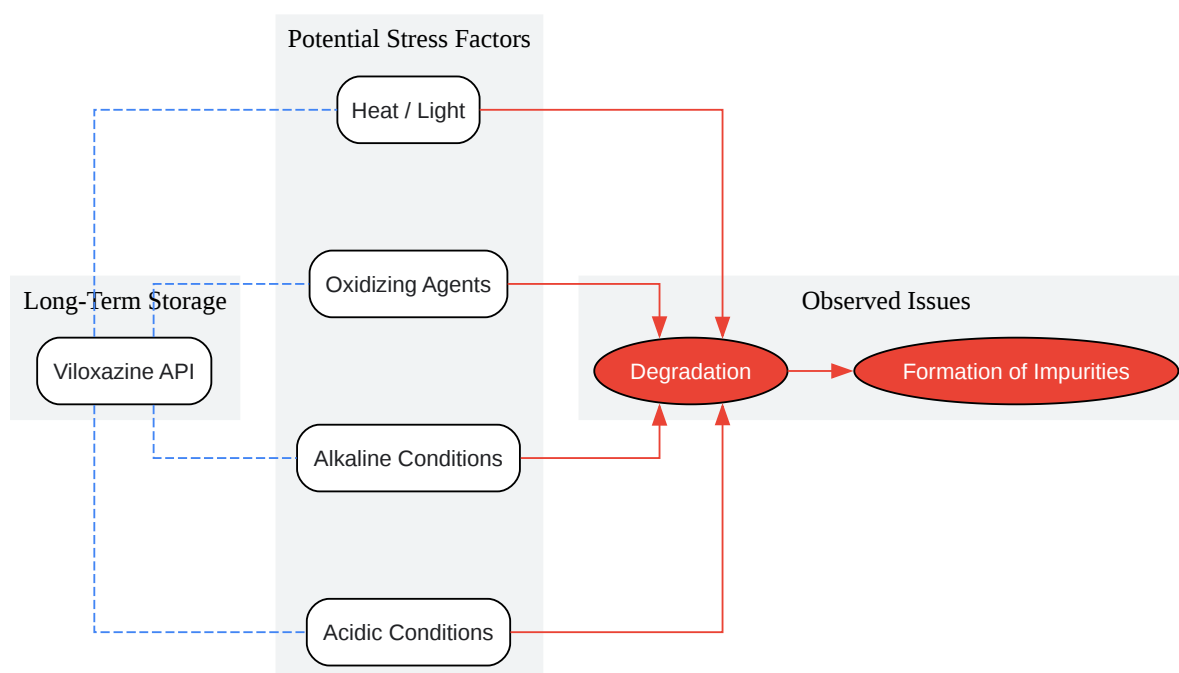 Potential Stress Factors
Heat / Light
Oxidizing Agents
Long-Term Storage
Observed Issues
Viloxazine API
Degradation
Formation of Impurities
Alkaline Conditions
Acidic Conditions